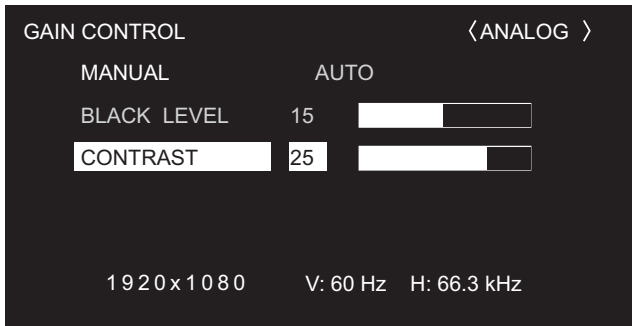 GAIN CONTROL 〈ANALOG 〉
MANUAL AUTO
BLACK LEVEL 15
CONTRAST 25
1920x1080 V: 60 Hz H: 66.3 kHz